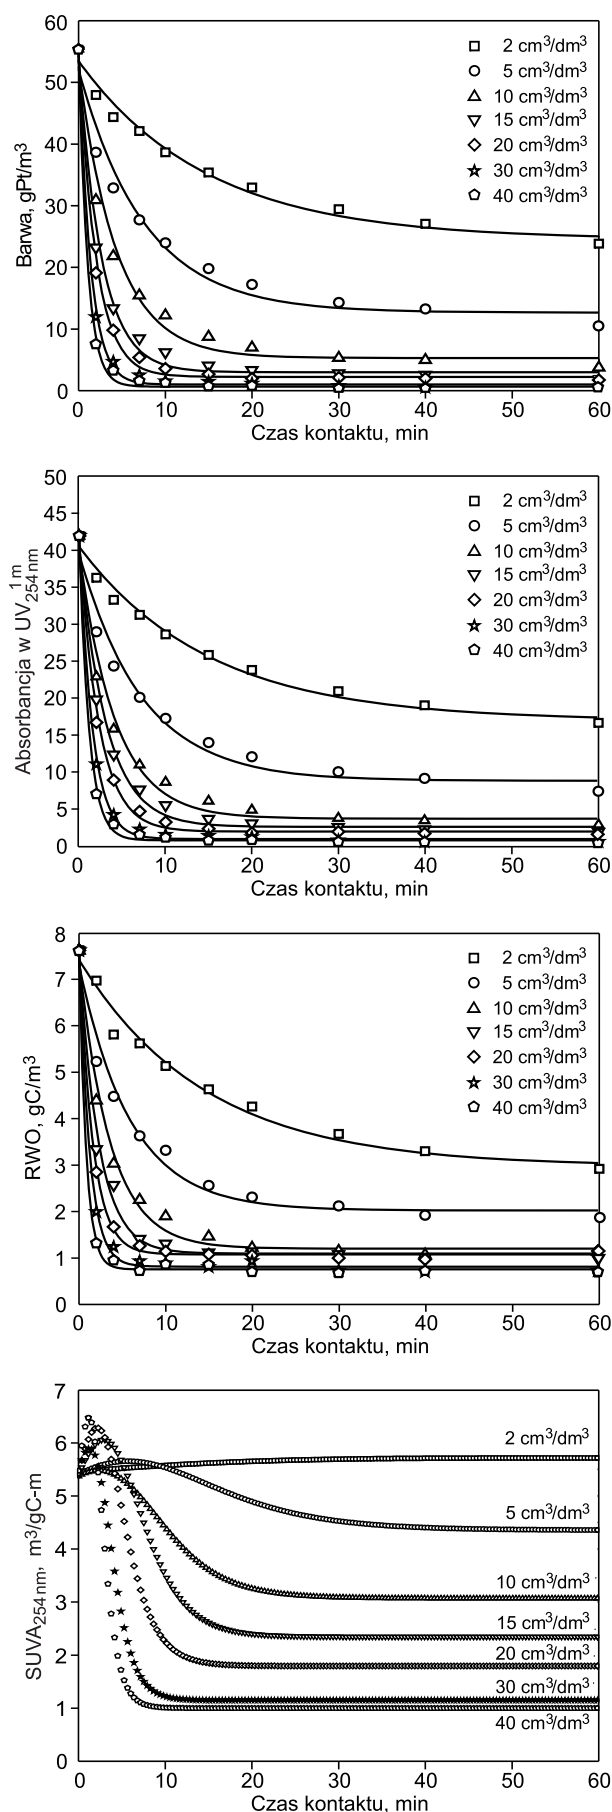 60
50
40
30
20
10
0
Barwa, gPt/m³
2 cm³/dm³
5 cm³/dm³
10 cm³/dm³
15 cm³/dm³
20 cm³/dm³
30 cm³/dm³
40 cm³/dm³
0 10 20 30 40 50 60
Czas kontaktu, min
50
45
40
35
30
25
20
15
10
5
0
Absorbancja w UV 1 m 254 nm
2 cm³/dm³
5 cm³/dm³
10 cm³/dm³
15 cm³/dm³
20 cm³/dm³
30 cm³/dm³
40 cm³/dm³
0 10 20 30 40 50 60
Czas kontaktu, min
8
7
6
5
4
3
2
1
0
RWO, gC/m³
2 cm³/dm³
5 cm³/dm³
10 cm³/dm³
15 cm³/dm³
20 cm³/dm³
30 cm³/dm³
40 cm³/dm³
0 10 20 30 40 50 60
Czas kontaktu, min
7
6
5
4
3
2
1
0
SUVA254 nm, m³/gC-m
2 cm³/dm³
5 cm³/dm³
10 cm³/dm³
15 cm³/dm³
20 cm³/dm³
30 cm³/dm³
40 cm³/dm³
0 10 20 30 40 50 60
Czas kontaktu, min